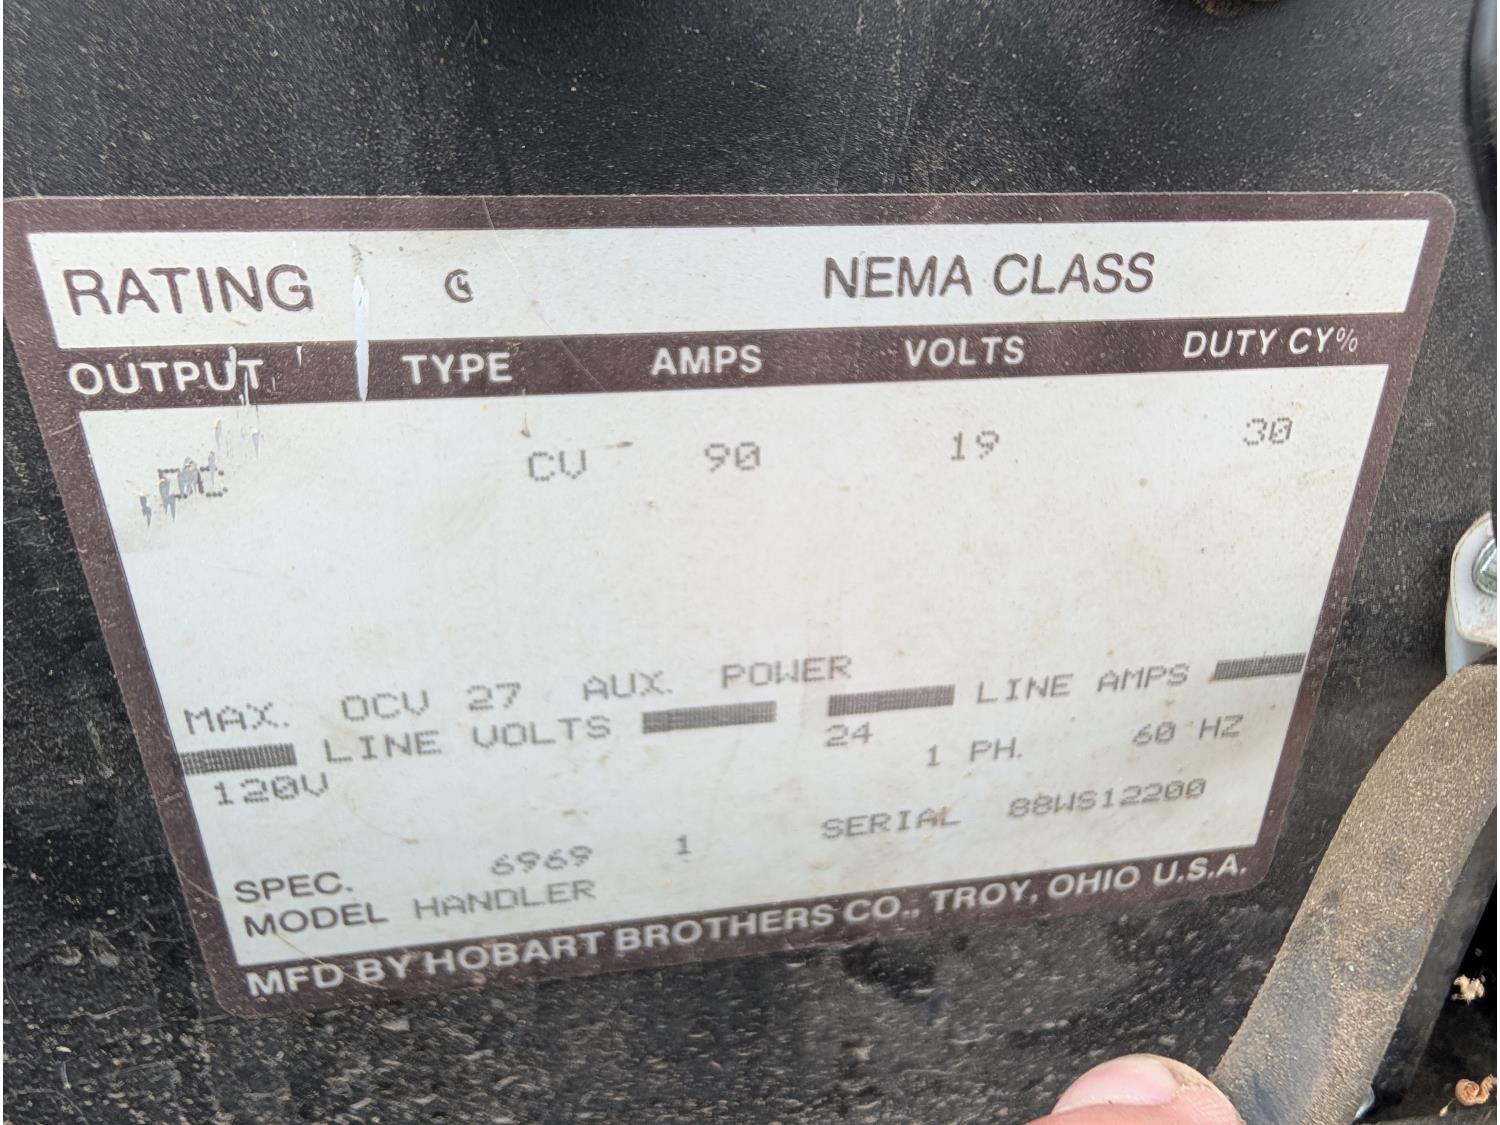 RATING G NEMA CLASS
OUTPUT TYPE AMPS VOLTS DUTY CY%
CV 90 19 30
MAX. OCV 27 AUX. POWER
LINE VOLTS LINE AMPS
120V 24 1 PH. 60 HZ
SPEC. 6969 1 SERIAL 88WS12200
MODEL HANDLER
MFD BY HOBART BROTHERS CO., TROY, OHIO U.S.A.